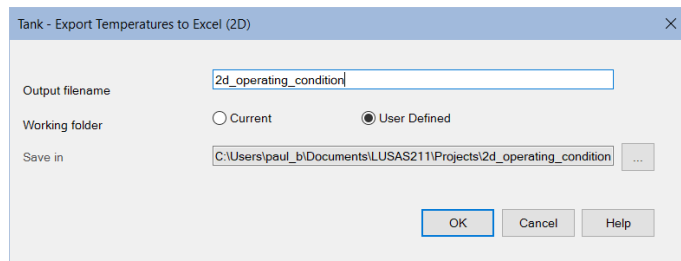 Tank - Export Temperatures to Excel (2D)
Output filename 2d_operating_condition
Working folder Current User Defined
Save in C:\Users\paul_b\Documents\LUSAS211\Projects\2d_operating_condition ...
OK Cancel Help